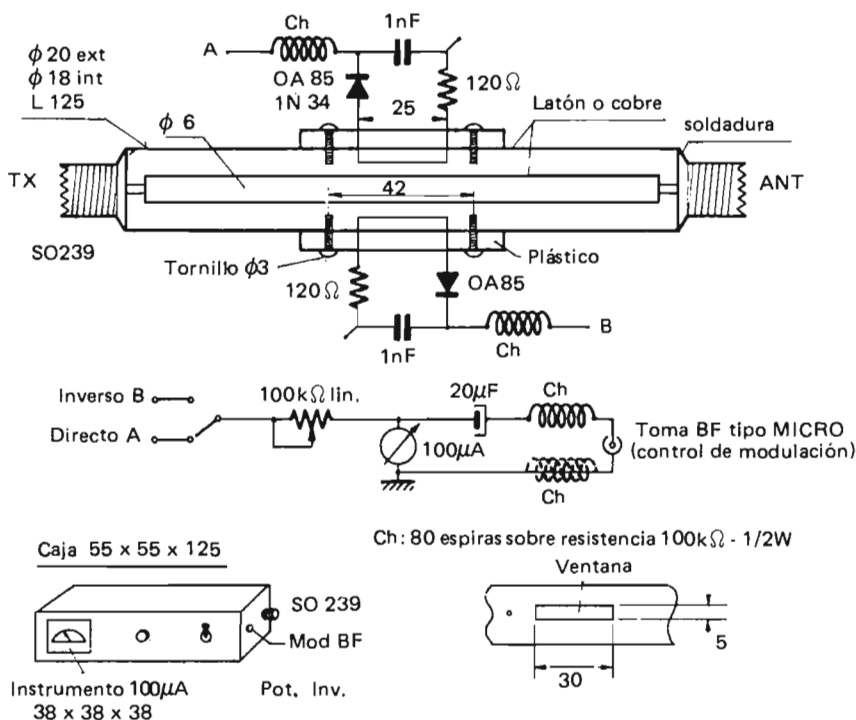 Ch
1nF
A
ϕ 20 ext
ϕ 18 int
L 125
OA 85
1N 34
25
120Ω
Latón o cobre
soldadura
ϕ 6
TX
42
ANT
SO239
Tornillo ϕ3
Plástico
120Ω
OA85
1nF
Ch
B
Inverso B
100kΩ lin.
20μF
Ch
Directo A
100μA
Toma BF tipo MICRO
(control de modulación)
Ch
Ch: 80 espiras sobre resistencia 100kΩ - 1/2W
Caja 55 x 55 x 125
Ventana
SO 239
Mod BF
5
30
Instrumento 100μA
38 x 38 x 38
Pot. Inv.